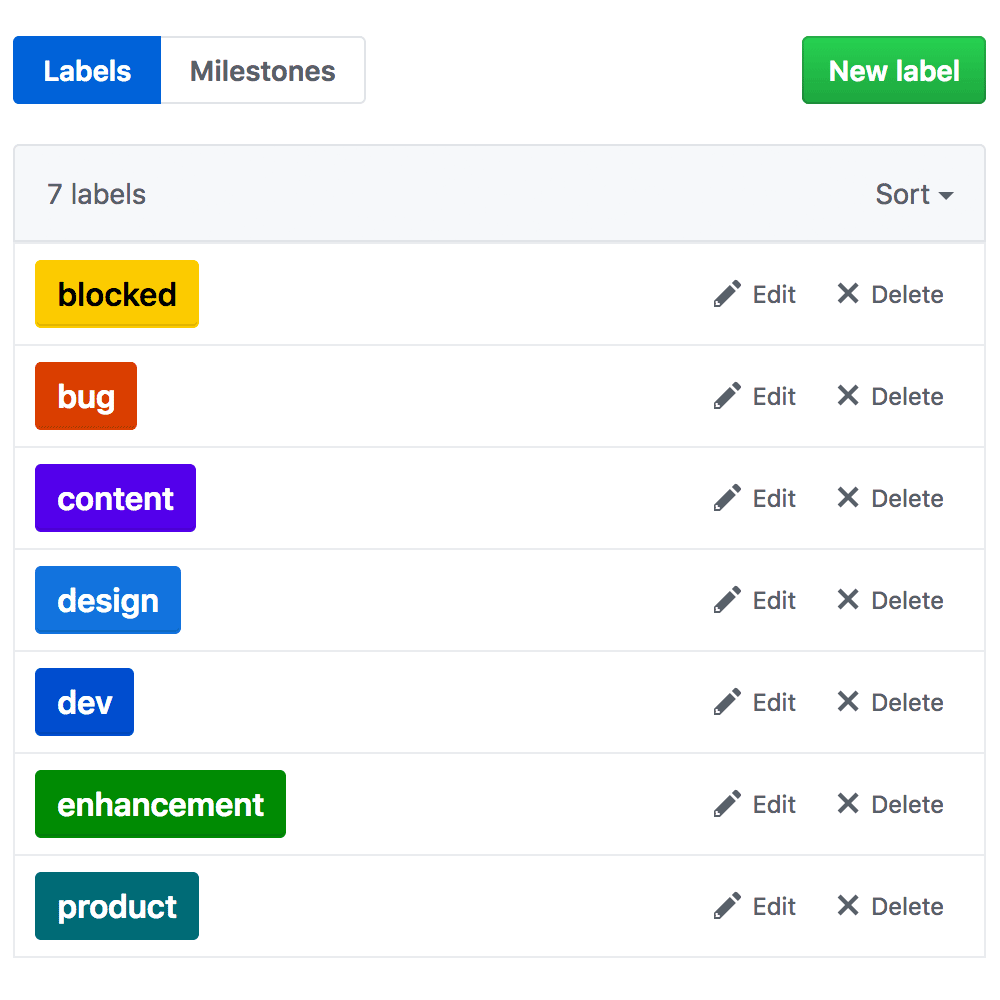 Labels Milestones New label
7 labels Sort
blocked Edit Delete
bug Edit Delete
content Edit Delete
design Edit Delete
dev Edit Delete
enhancement Edit Delete
product Edit Delete